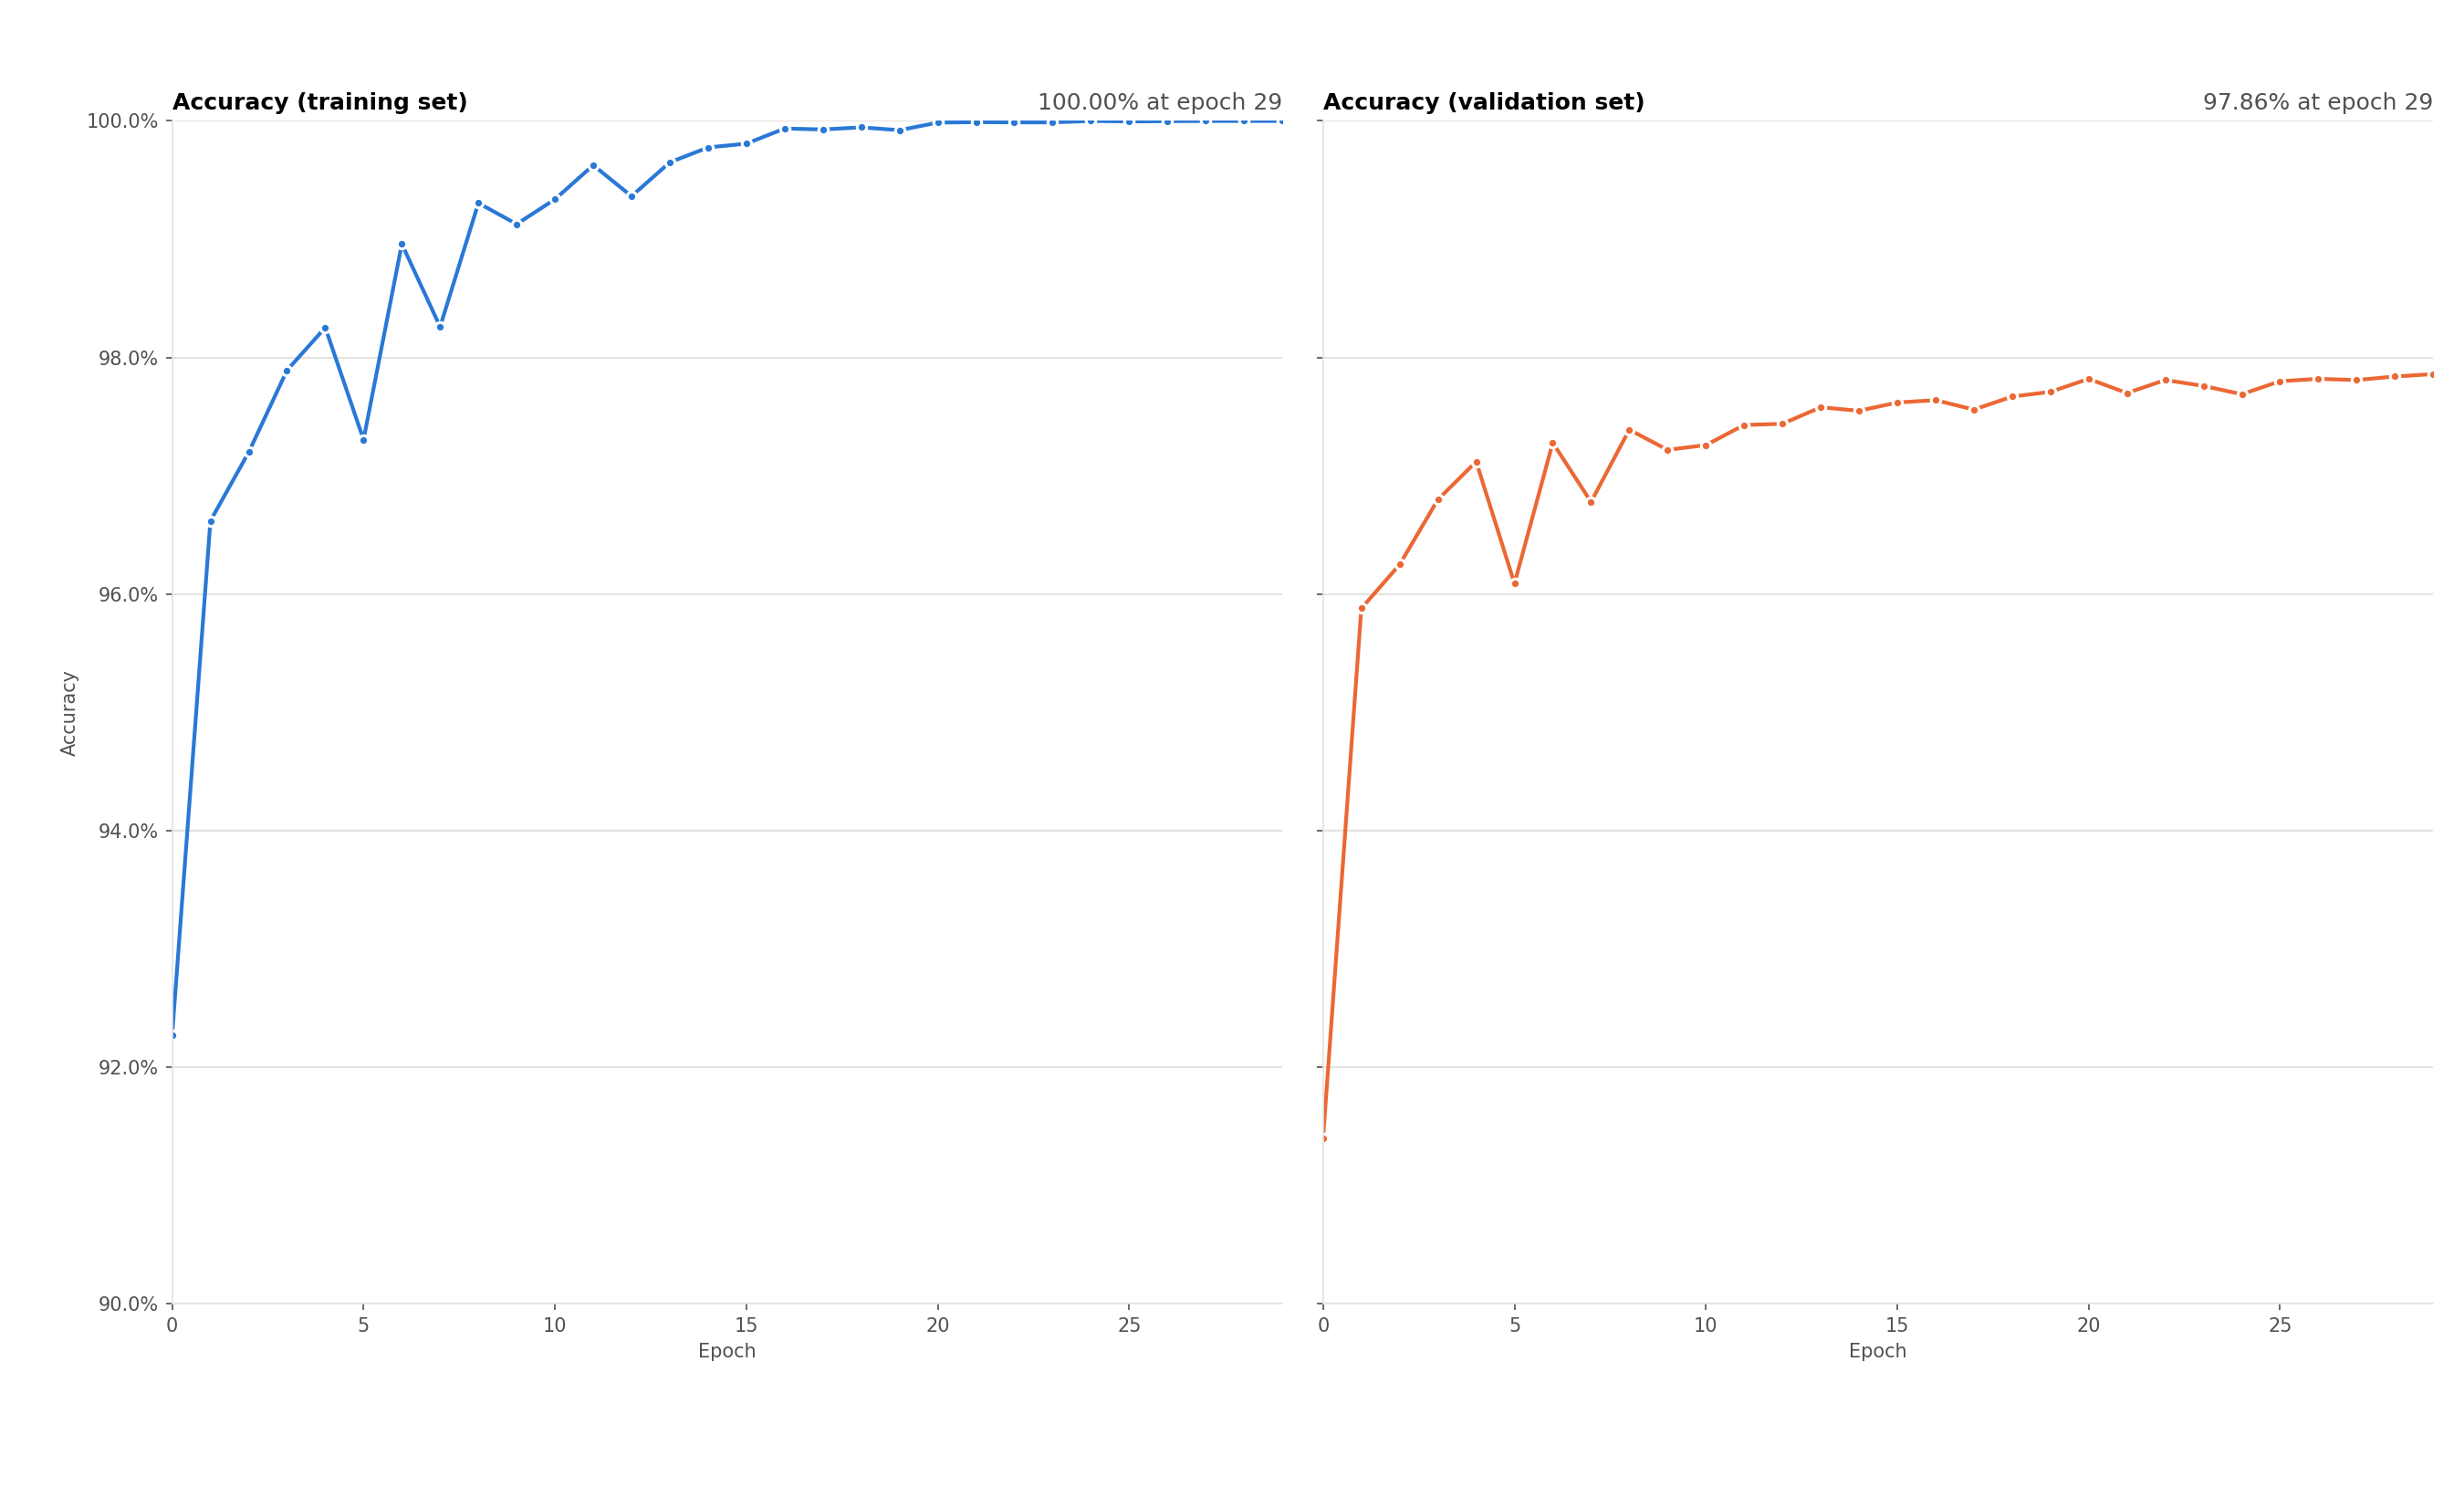 Accuracy (training set) 100.00% at epoch 29
100.0%
98.0%
96.0%
94.0%
92.0%
90.0%
Accuracy
0 5 10 15 20 25
Epoch
Accuracy (validation set) 97.86% at epoch 29
0 5 10 15 20 25
Epoch